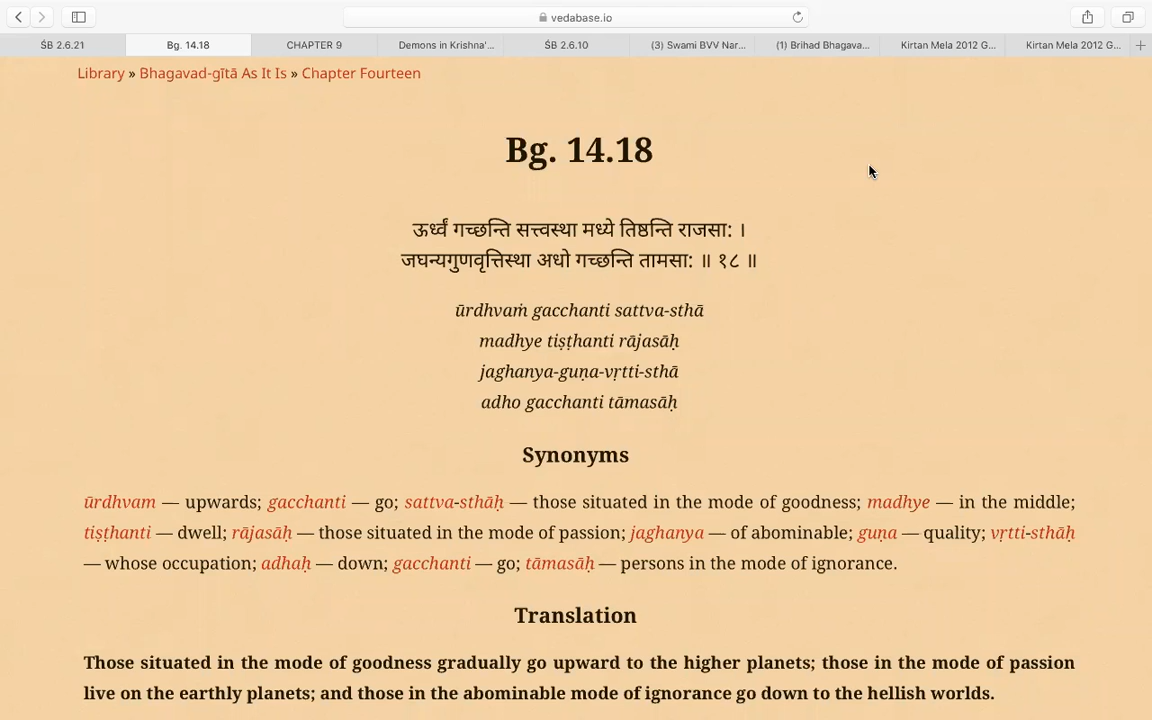 vedabase.io
ŚB 2.6.21
Bg. 14.18
CHAPTER 9
Demons in Krishna'...
ŚB 2.6.10
(3) Swami BVV Nar...
(1) Brihad Bhagava...
Kirtan Mela 2012 G...
Kirtan Mela 2012 G...
Library » Bhagavad-gītā As It Is » Chapter Fourteen
Bg. 14.18
ऊर्ध्वं गच्छन्ति सत्त्वस्था मध्ये तिष्ठन्ति राजसा: ।
जघन्यगुणवृत्तिस्था अधो गच्छन्ति तामसा: ॥ १८ ॥
ūrdhvaṁ gacchanti sattva-sthā
madhye tiṣṭhanti rājasāḥ
jaghanya-guṇa-vṛtti-sthā
adho gacchanti tāmasāḥ
Synonyms
ūrdhvam — upwards; gacchanti — go; sattva-sthāḥ — those situated in the mode of goodness; madhye — in the middle;
tiṣṭhanti — dwell; rājasāḥ — those situated in the mode of passion; jaghanya — of abominable; guṇa — quality; vṛtti-sthāḥ
— whose occupation; adhaḥ — down; gacchanti — go; tāmasāḥ — persons in the mode of ignorance.
Translation
Those situated in the mode of goodness gradually go upward to the higher planets; those in the mode of passion
live on the earthly planets; and those in the abominable mode of ignorance go down to the hellish worlds.